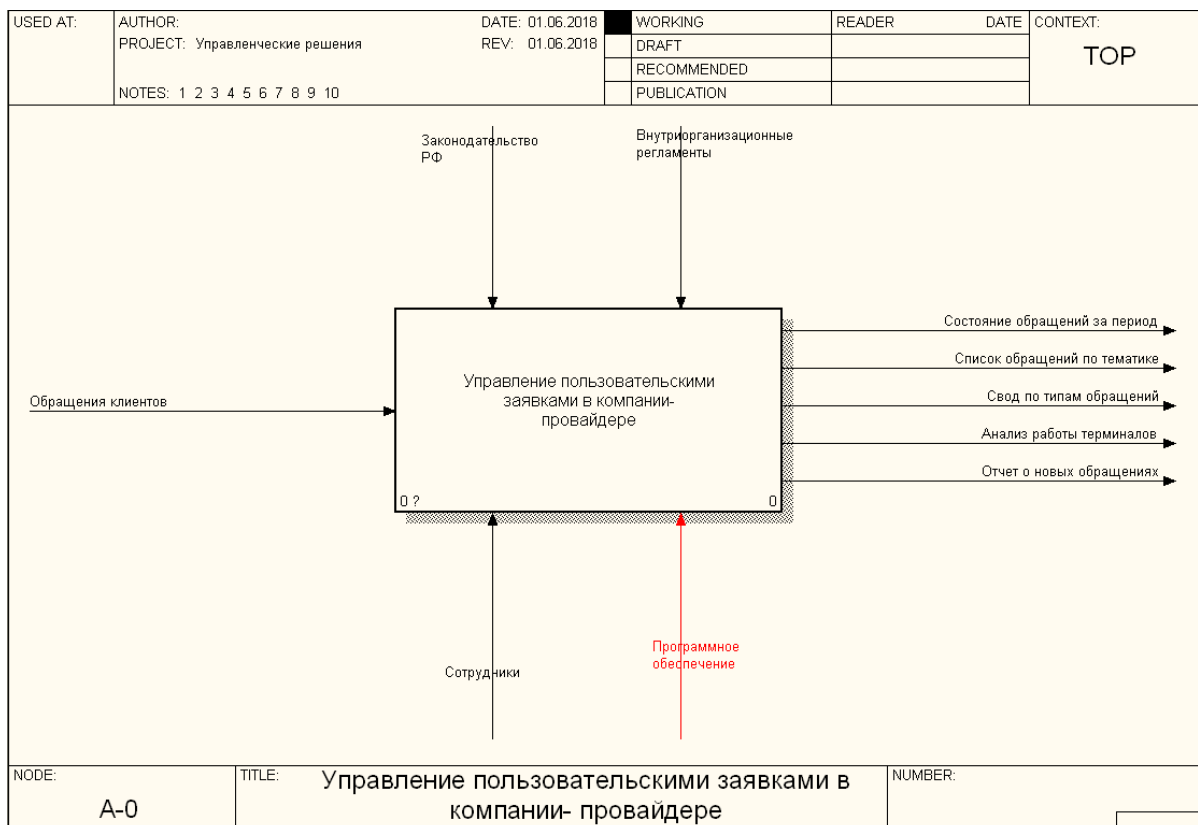 USED AT:
AUTHOR:
DATE: 01.06.2018
PROJECT: Управленческие решения
REV: 01.06.2018
NOTES: 1 2 3 4 5 6 7 8 9 10
WORKING
DRAFT
RECOMMENDED
PUBLICATION
READER
DATE
CONTEXT:
TOP
Законодательство
РФ
Внутриорганизационные
регламенты
Обращения клиентов
Управление пользовательскими
заявками в компании-
провайдере
0 ?
0
Состояние обращений за период
Список обращений по тематике
Свод по типам обращений
Анализ работы терминалов
Отчет о новых обращениях
Сотрудники
Программное
обеспечение
NODE:
A-0
TITLE:
Управление пользовательскими заявками в
компании- провайдере
NUMBER: